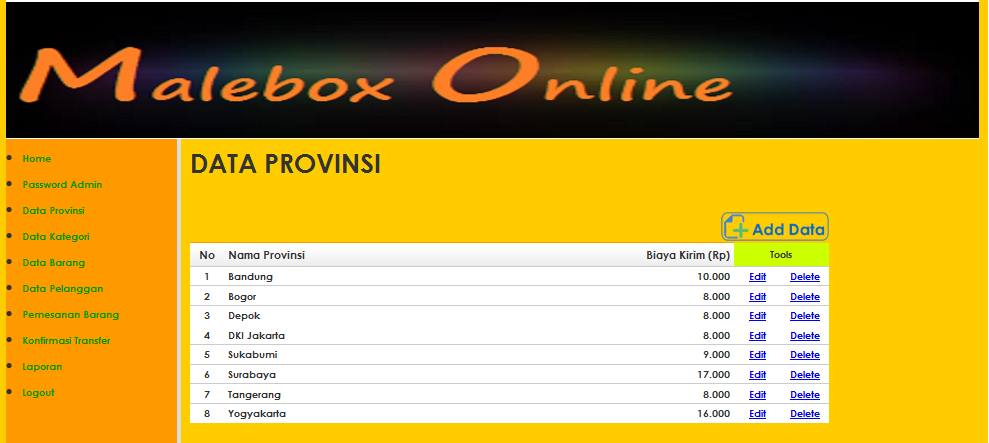 Malebox Online
Home
Password Admin
Data Provinsi
Data Kategori
Data Barang
Data Pelanggan
Pemesanan Barang
Konfirmasi Transfer
Laporan
Logout
DATA PROVINSI
Add Data
No Nama Provinsi Biaya Kirim (Rp) Tools
1 Bandung 10.000 Edit Delete
2 Bogor 8.000 Edit Delete
3 Depok 8.000 Edit Delete
4 DKI Jakarta 8.000 Edit Delete
5 Sukabumi 9.000 Edit Delete
6 Surabaya 17.000 Edit Delete
7 Tangerang 8.000 Edit Delete
8 Yogyakarta 16.000 Edit Delete